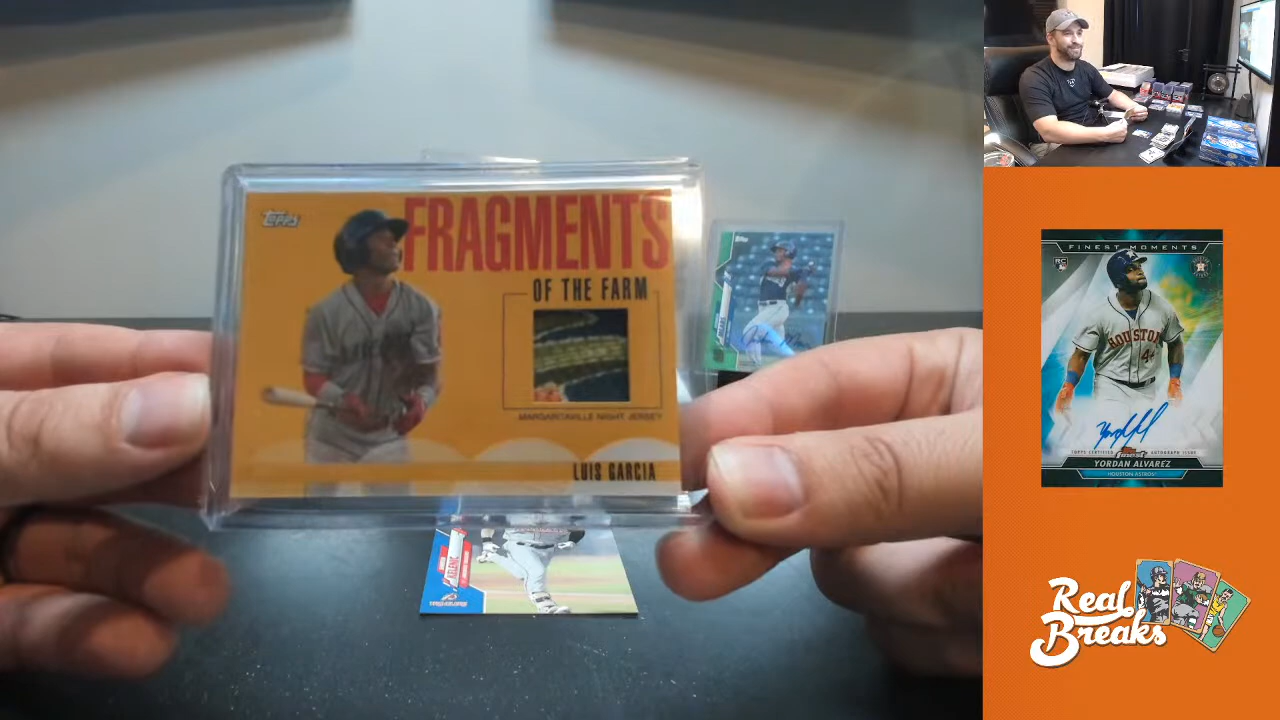 Topps
FRAGMENTS
OF THE FARM
MARGARITAVILLE NIGHT JERSEY
LUIS GARCIA
FINEST MOMENTS
RC
HOUSTON
TOPPS CERTIFIED AUTOGRAPH ISSUE
FINEST
YORDAN ALVAREZ
HOUSTON ASTROS
Real
Breaks